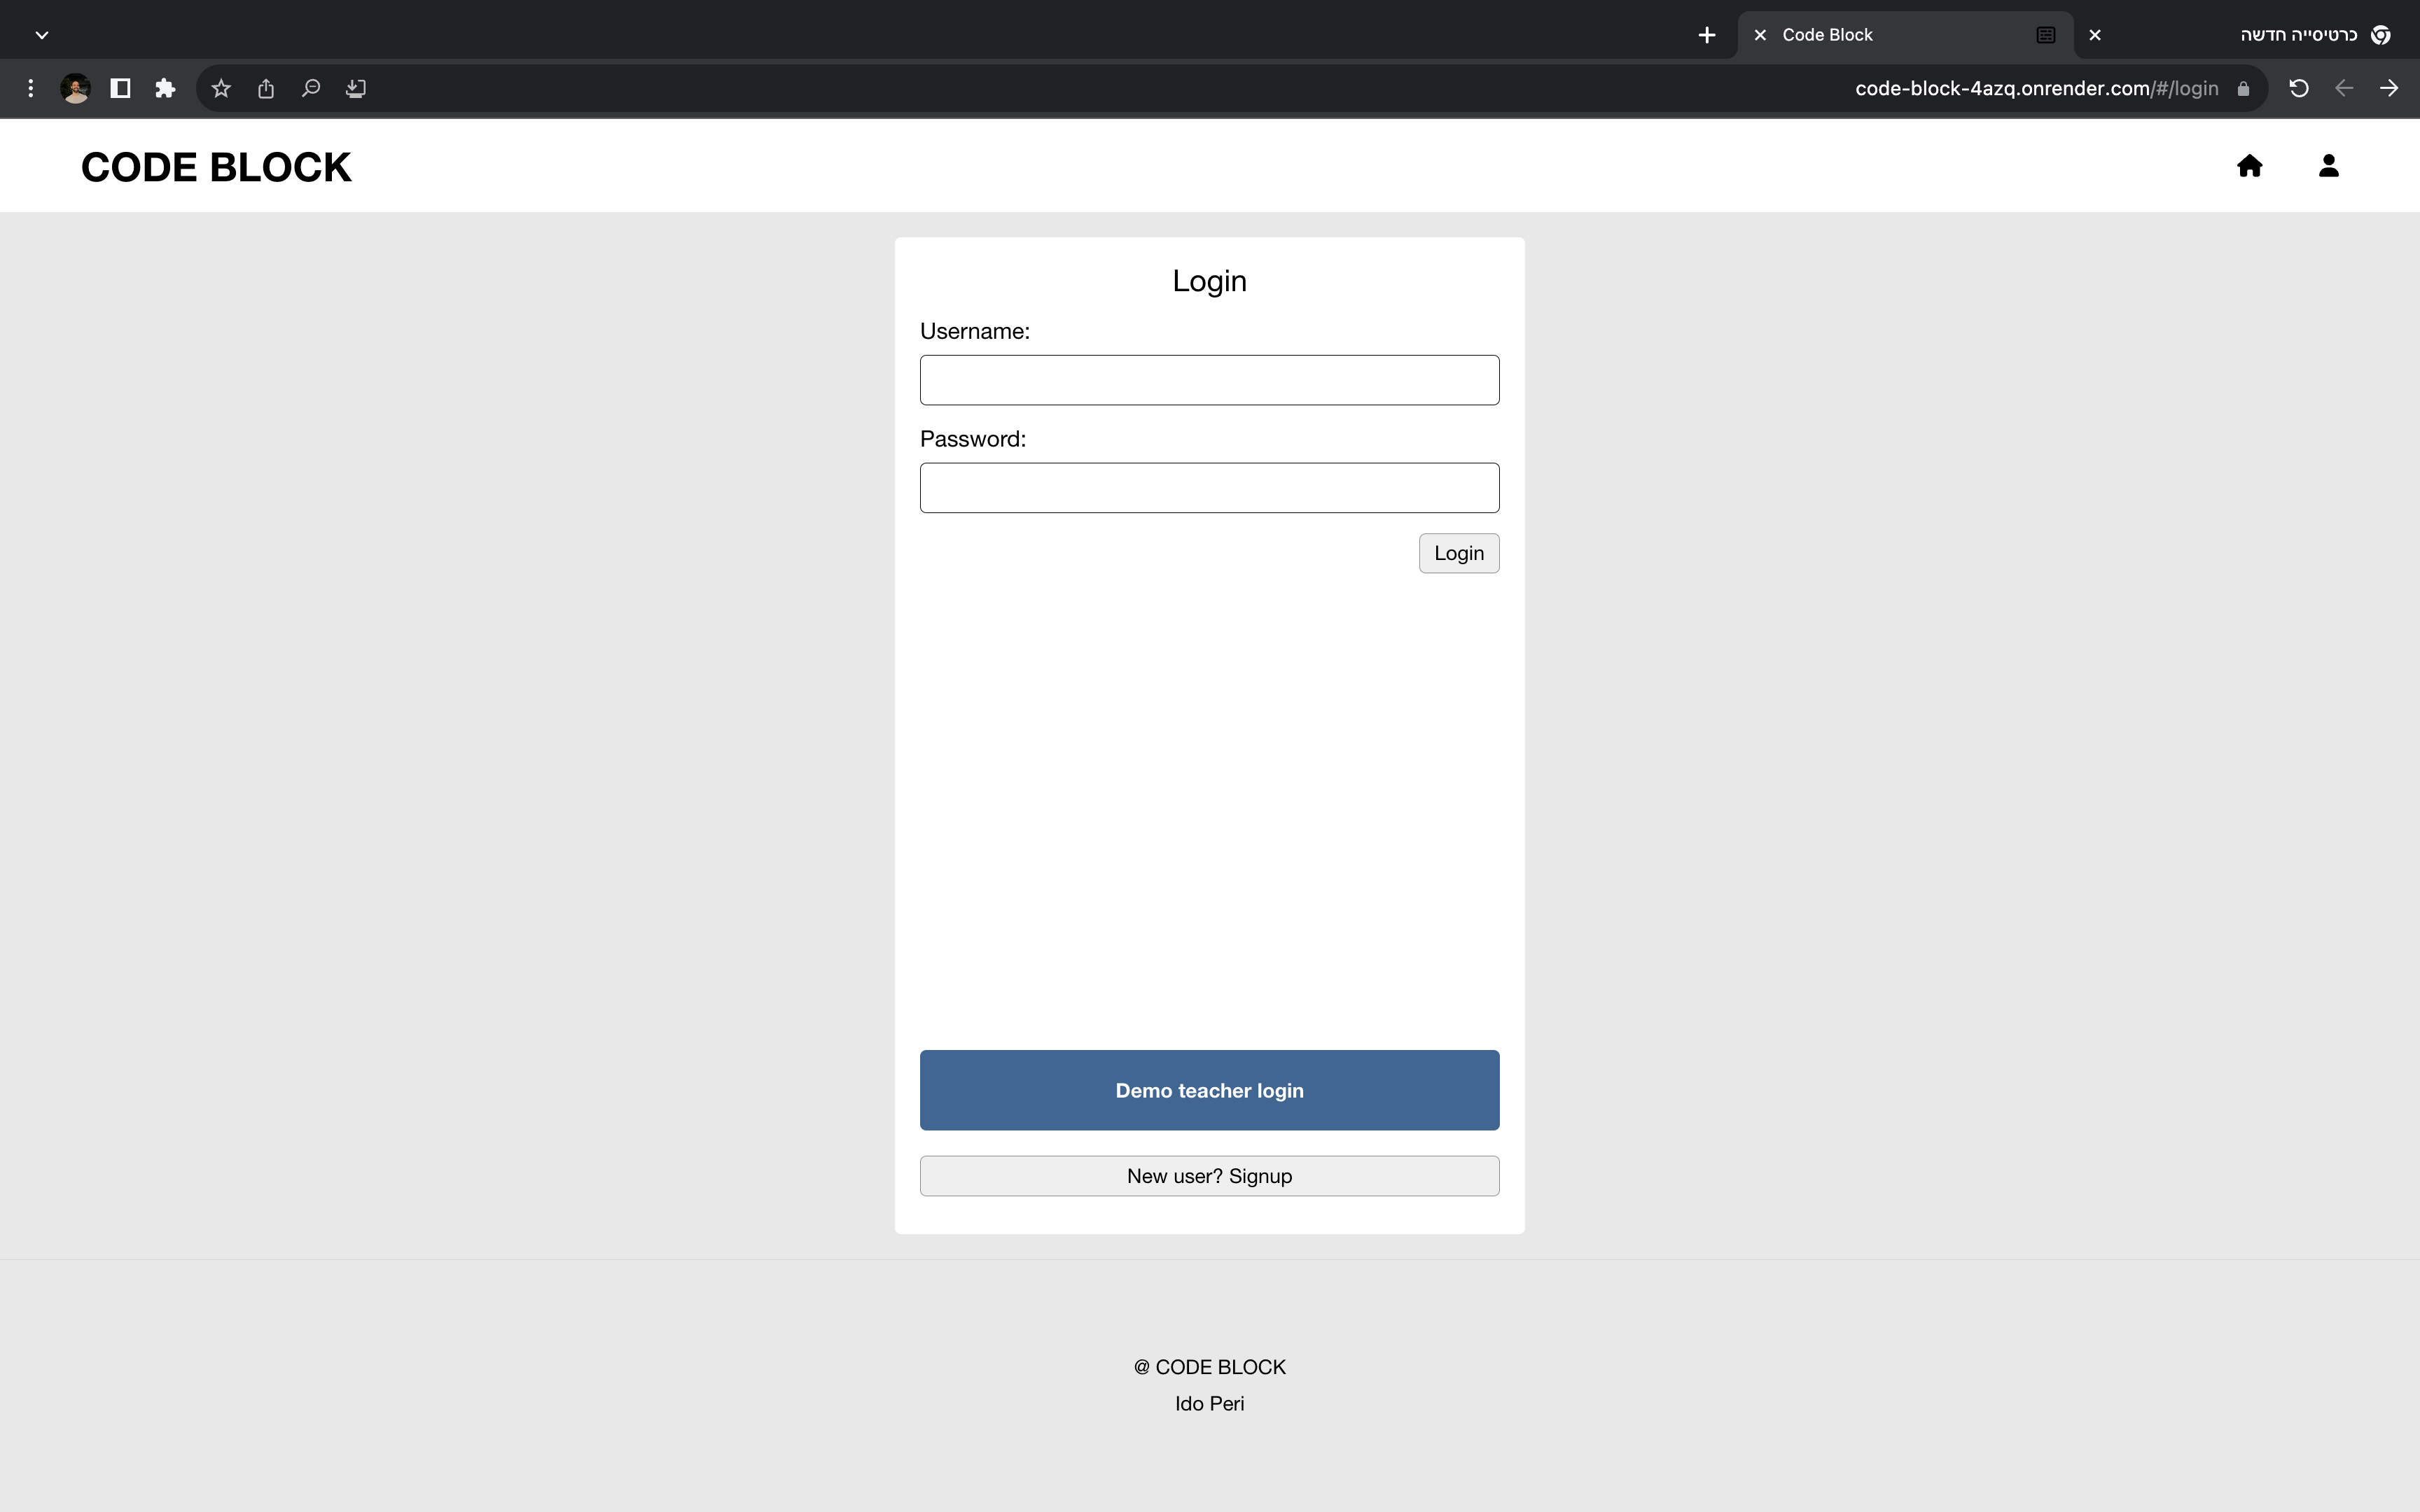 Code Block
כרטיסייה חדשה
code-block-4azq.onrender.com/#/login
CODE BLOCK
Login
Username:
Password:
Login
Demo teacher login
New user? Signup
@ CODE BLOCK
Ido Peri